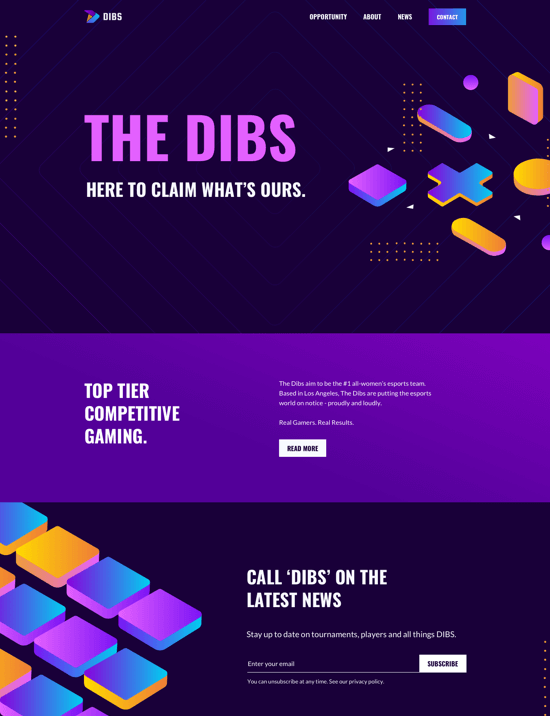 DIBS
OPPORTUNITY ABOUT NEWS CONTACT
THE DIBS
HERE TO CLAIM WHAT'S OURS.
TOP TIER
COMPETITIVE
GAMING.
The Dibs aim to be the #1 all-women's esports team.
Based in Los Angeles, The Dibs are putting the esports
world on notice - proudly and loudly.
Real Gamers. Real Results.
READ MORE
CALL ‘DIBS’ ON THE
LATEST NEWS
Stay up to date on tournaments, players and all things DIBS.
Enter your email
SUBSCRIBE
You can unsubscribe at any time. See our privacy policy.